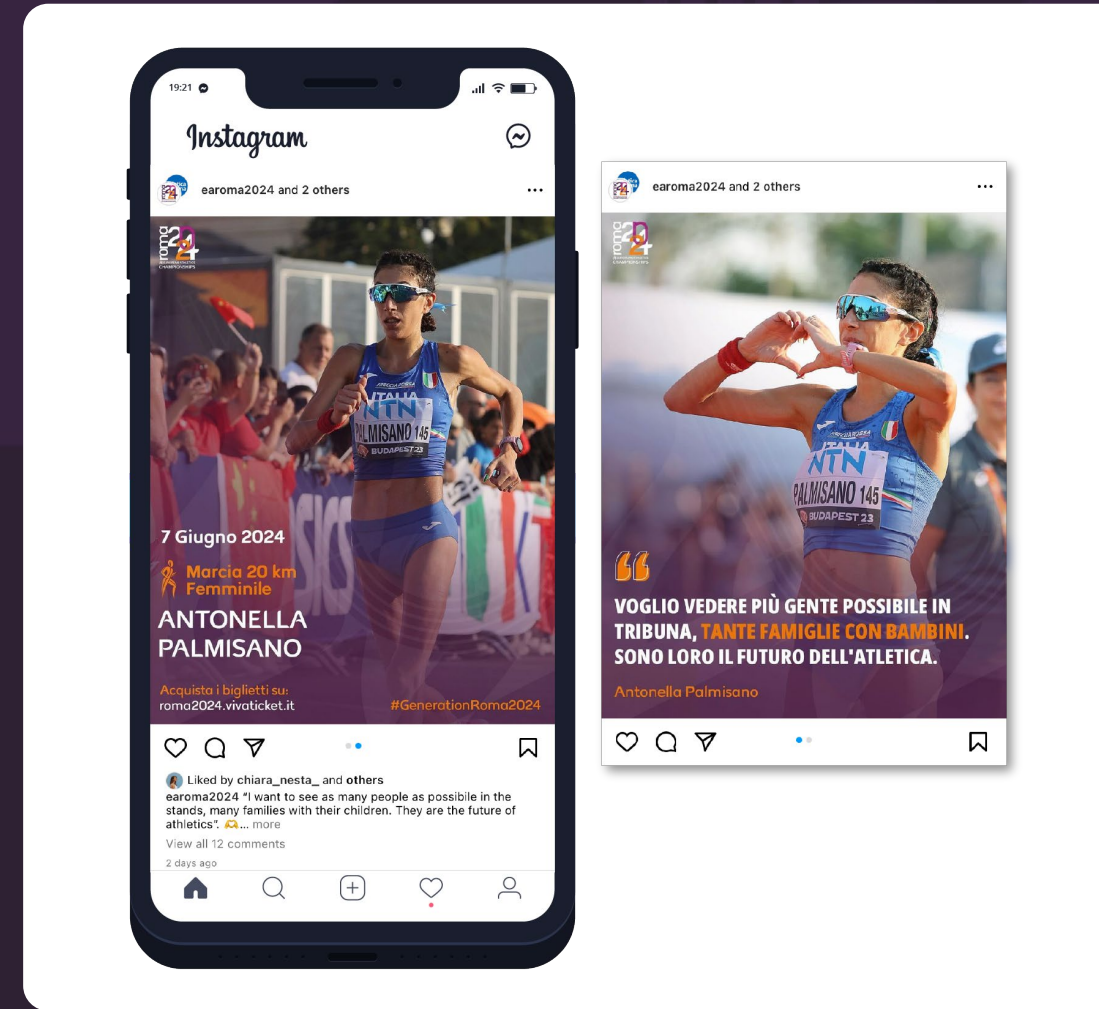 19:21
Instagram
earoma2024 and 2 others
roma
2024
CHAMPIONSHIPS
ASICS
ITALIA
NTN
PALMISANO 145
BUDAPEST 23
7 Giugno 2024
Marcia 20 km
Femminile
ANTONELLA
PALMISANO
Acquista i biglietti su:
roma2024.vivaticket.it
#GenerationRoma2024
Liked by chiara_nesta_ and others
earoma2024 “I want to see as many people as possibile in the
stands, many families with their children. They are the future of
athletics”. 🫶... more
View all 12 comments
2 days ago
earoma2024 and 2 others
roma
2024
CHAMPIONSHIPS
ITALIA
NTN
PALMISANO 145
BUDAPEST 23
“
VOGLIO VEDERE PIÙ GENTE POSSIBILE IN
TRIBUNA, TANTE FAMIGLIE CON BAMBINI.
SONO LORO IL FUTURO DELL'ATLETICA.
Antonella Palmisano